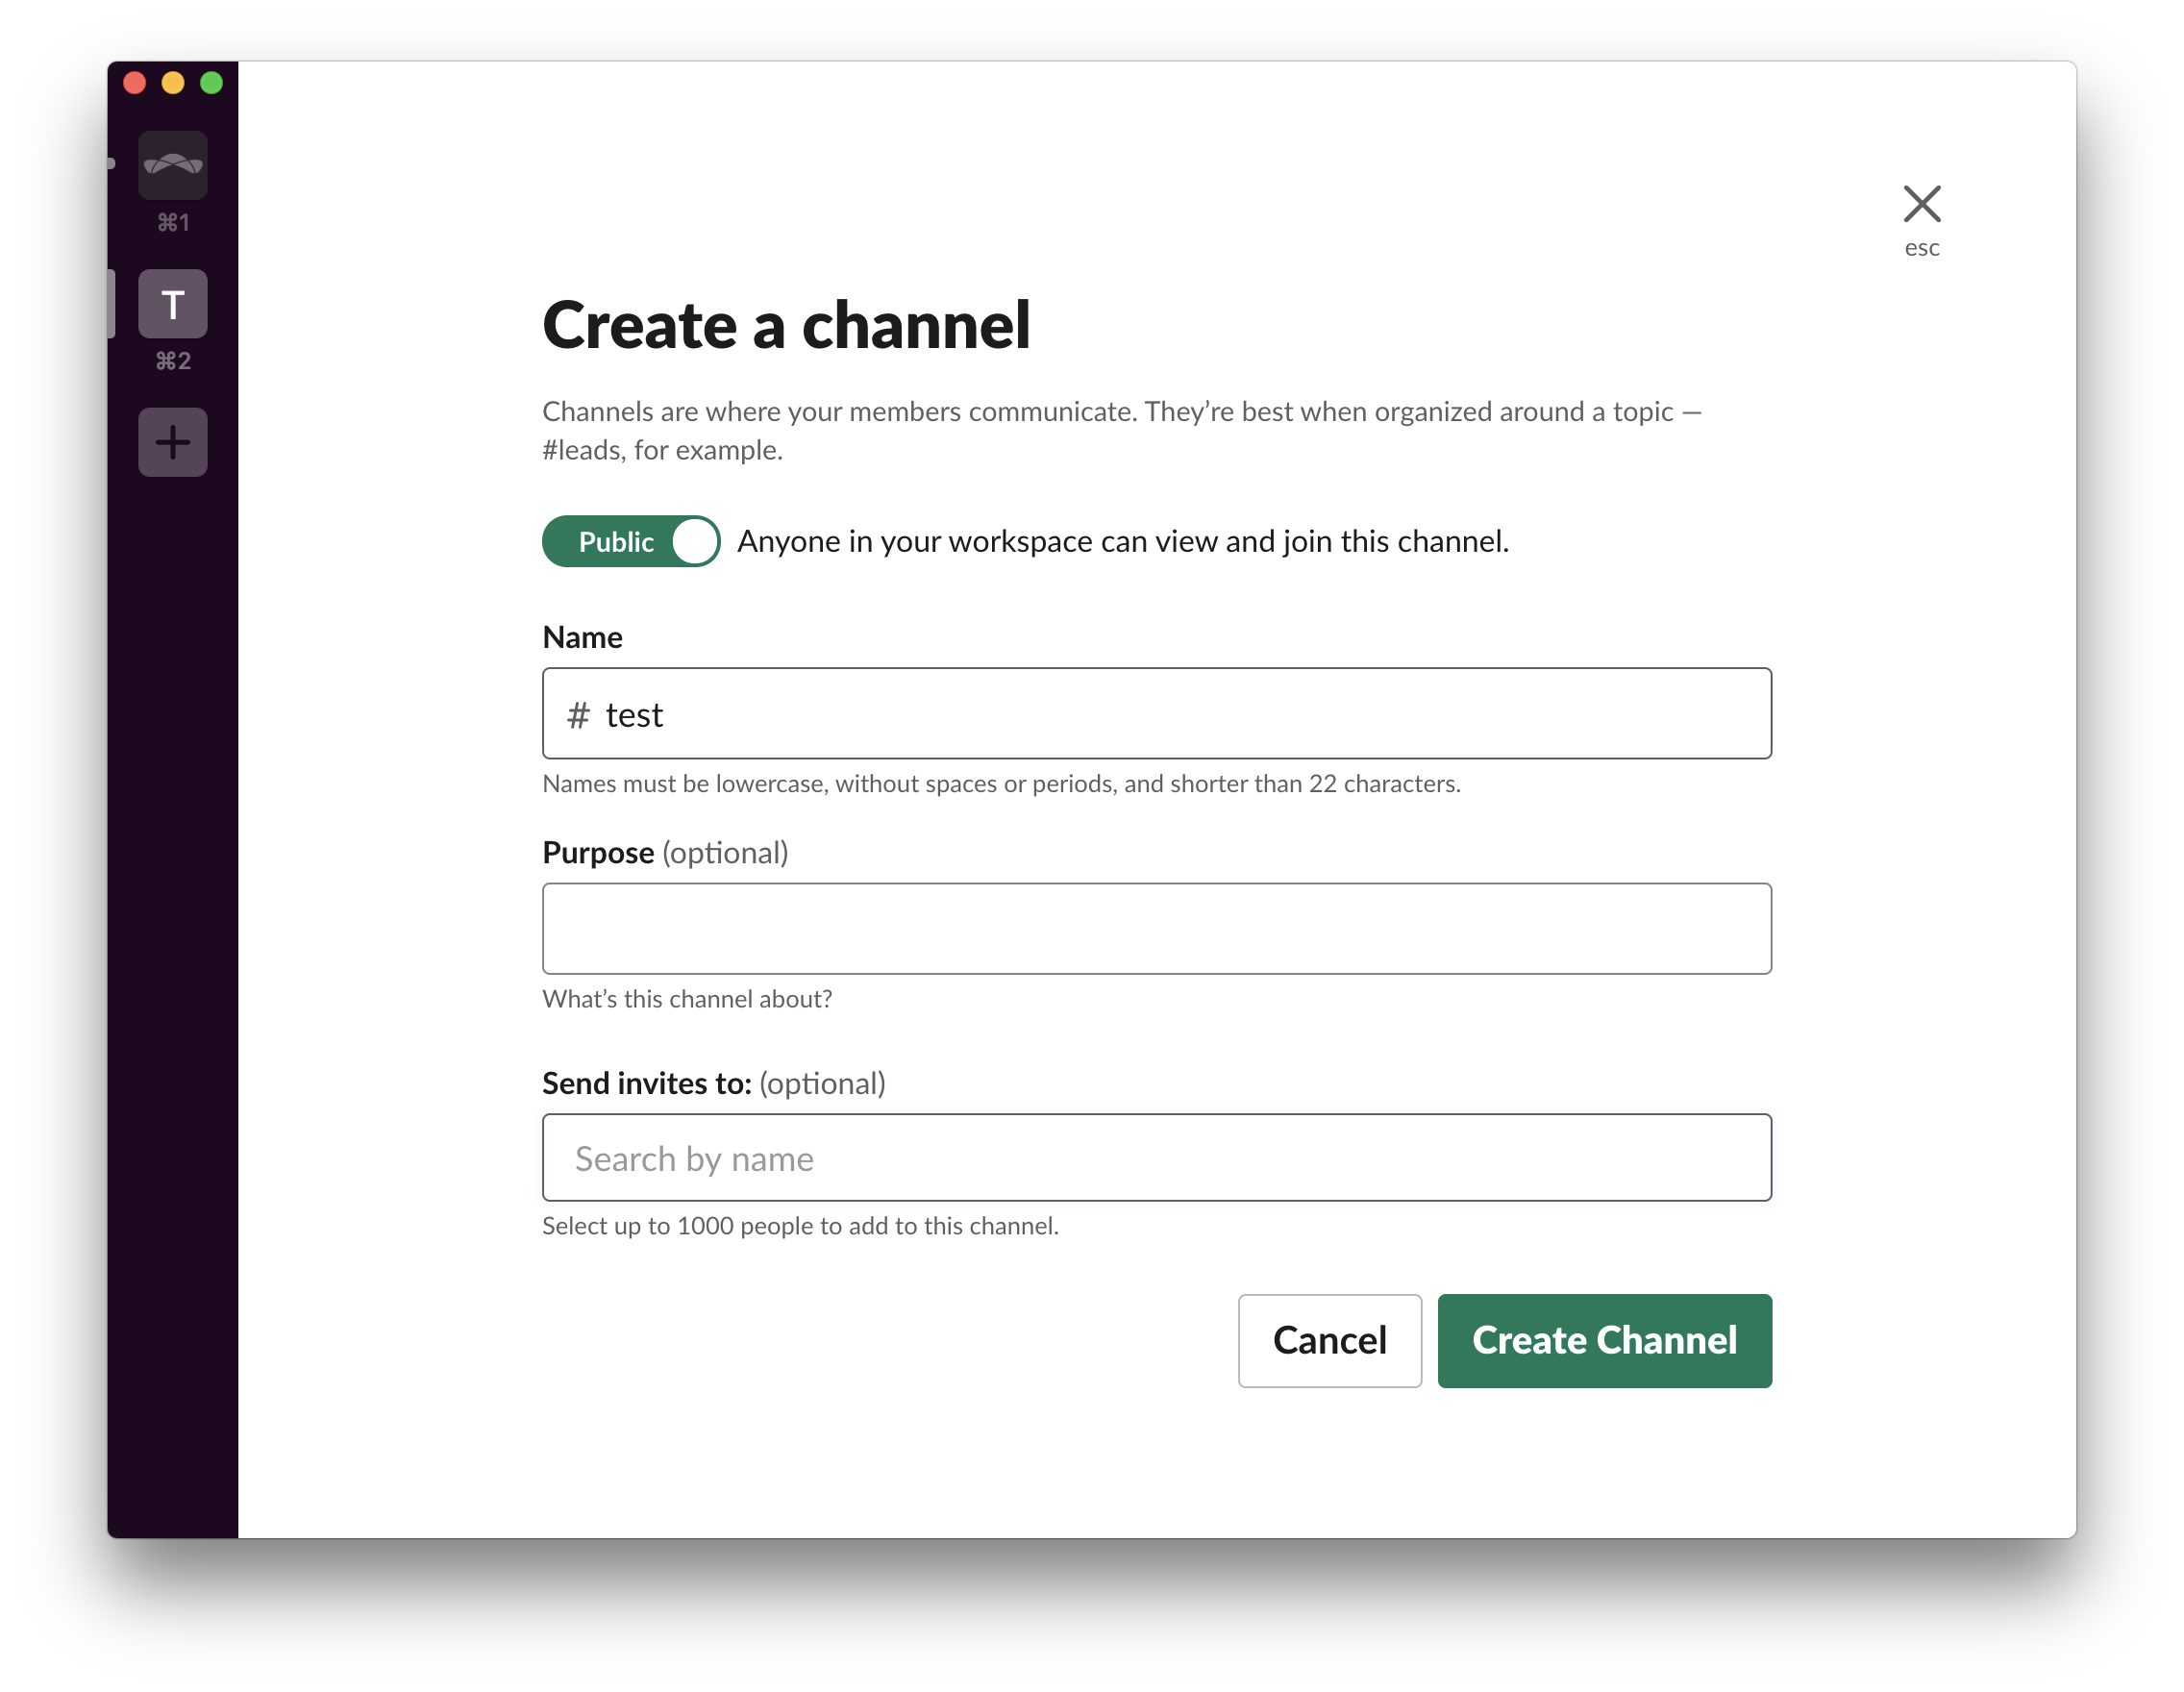 ⌘1
T
⌘2
esc
Create a channel
Channels are where your members communicate. They’re best when organized around a topic —
#leads, for example.
Public Anyone in your workspace can view and join this channel.
Name
# test
Names must be lowercase, without spaces or periods, and shorter than 22 characters.
Purpose (optional)
What’s this channel about?
Send invites to: (optional)
Search by name
Select up to 1000 people to add to this channel.
Cancel Create Channel